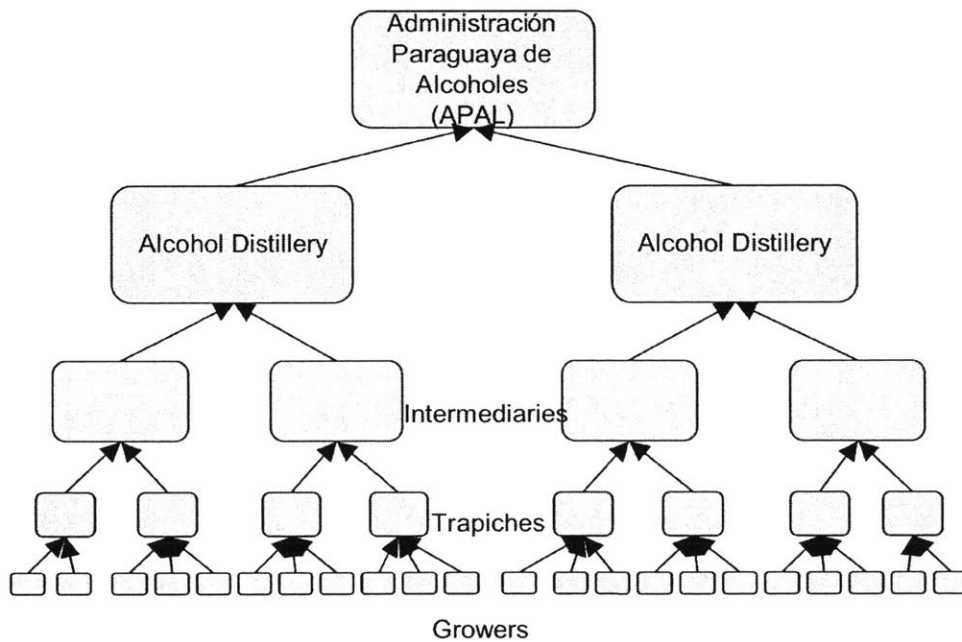 Administración
Paraguaya de
Alcoholes
(APAL)
Alcohol Distillery
Alcohol Distillery
Intermediaries
Trapiches
Growers